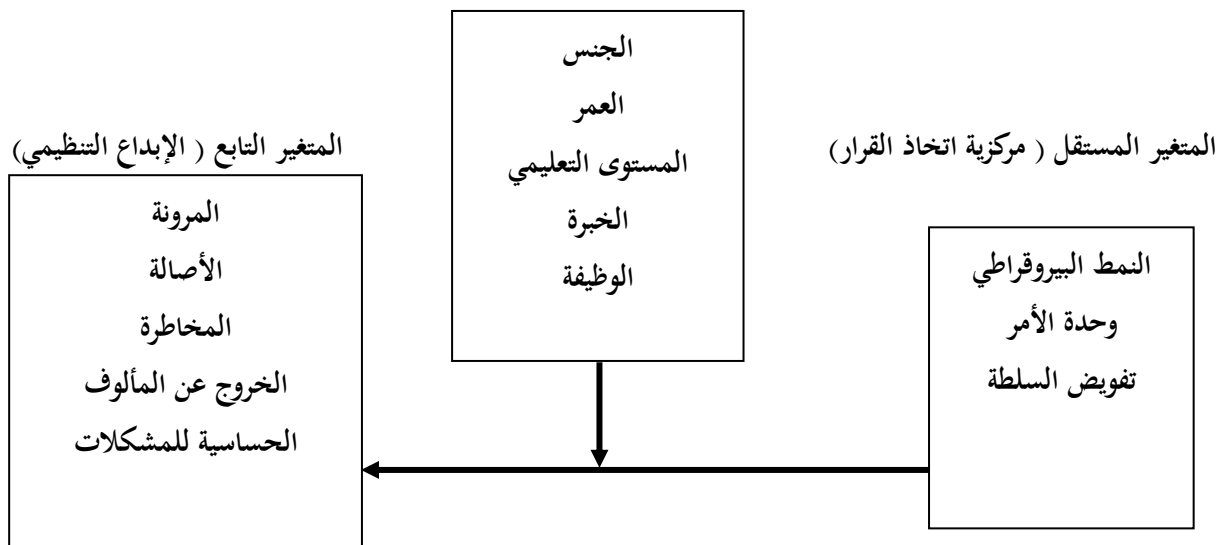 المتغير المستقل ( مركزية اتخاذ القرار)
النمط البيروقراطي
وحدة الأمر
تفويض السلطة
الجنس
العمر
المستوى التعليمي
الخبرة
الوظيفة
المتغير التابع ( الإبداع التنظيمي)
المرونة
الأصالة
المخاطرة
الخروج عن المألوف
الحساسية للمشكلات